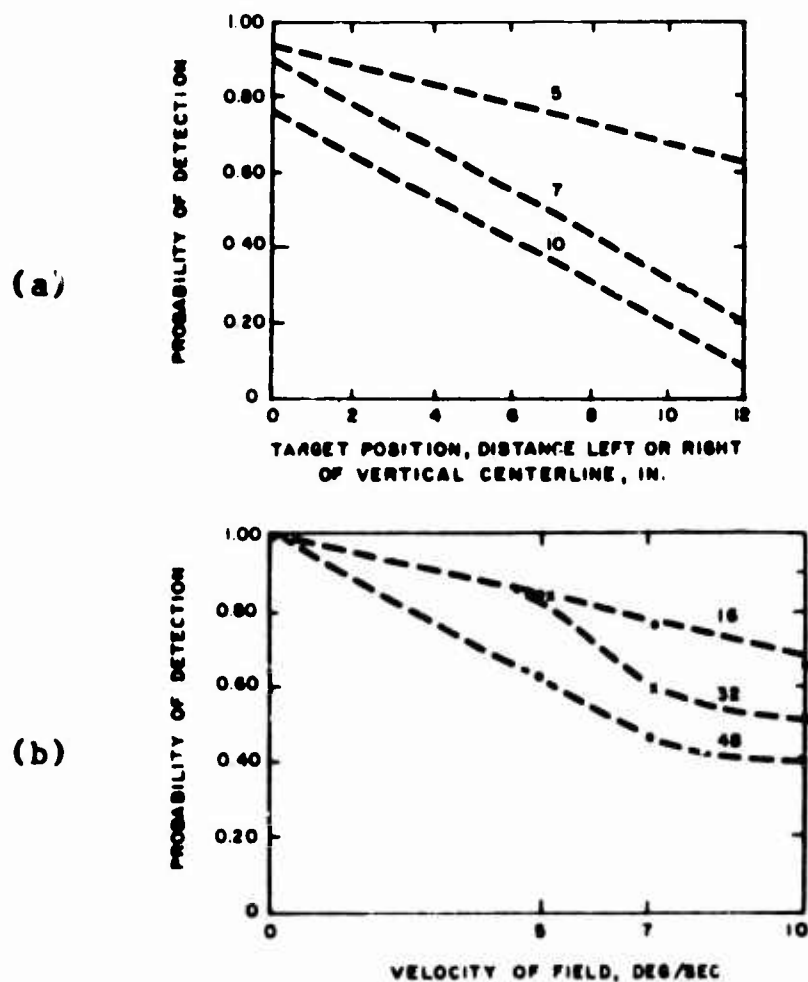 (a)
PROBABILITY OF DETECTION
1.00
0.80
0.60
0.40
0.20
0
5
7
10
0 2 4 6 8 10 12
TARGET POSITION, DISTANCE LEFT OR RIGHT
OF VERTICAL CENTERLINE, IN.
(b)
PROBABILITY OF DETECTION
1.00
0.80
0.60
0.40
0.20
0
16
32
48
0 5 7 10
VELOCITY OF FIELD, DEG/SEC